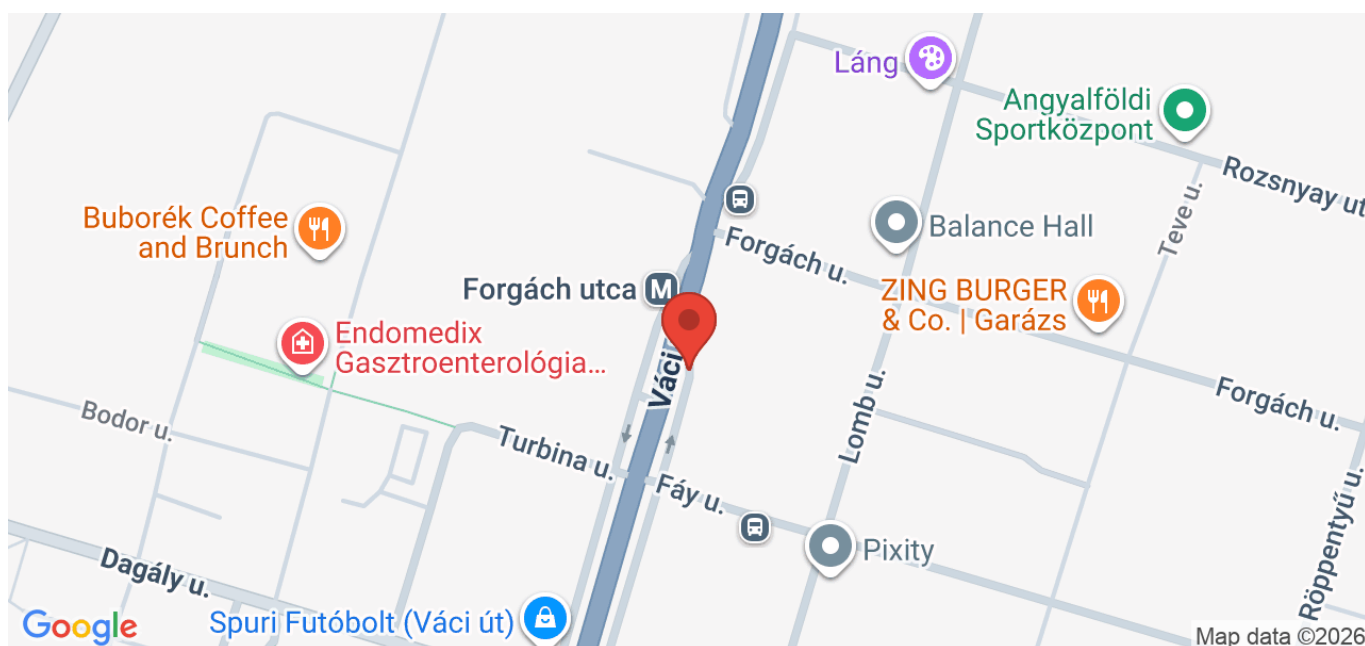 Láng
Angyalföldi
Sportközpont
Rozsnyay ut
Teve u.
Buborék Coffee
and Brunch
Balance Hall
Forgách u.
Forgách utca
M
ZING BURGER
& Co. | Garázs
Endomedix
Gasztroenterológia...
Váci
Forgách u.
Bodor u.
Lomb u.
Turbina u.
Fáy u.
Röppentyű u.
Pixity
Dagály u.
Spuri Futóbolt (Váci út)
Google
Map data ©2026